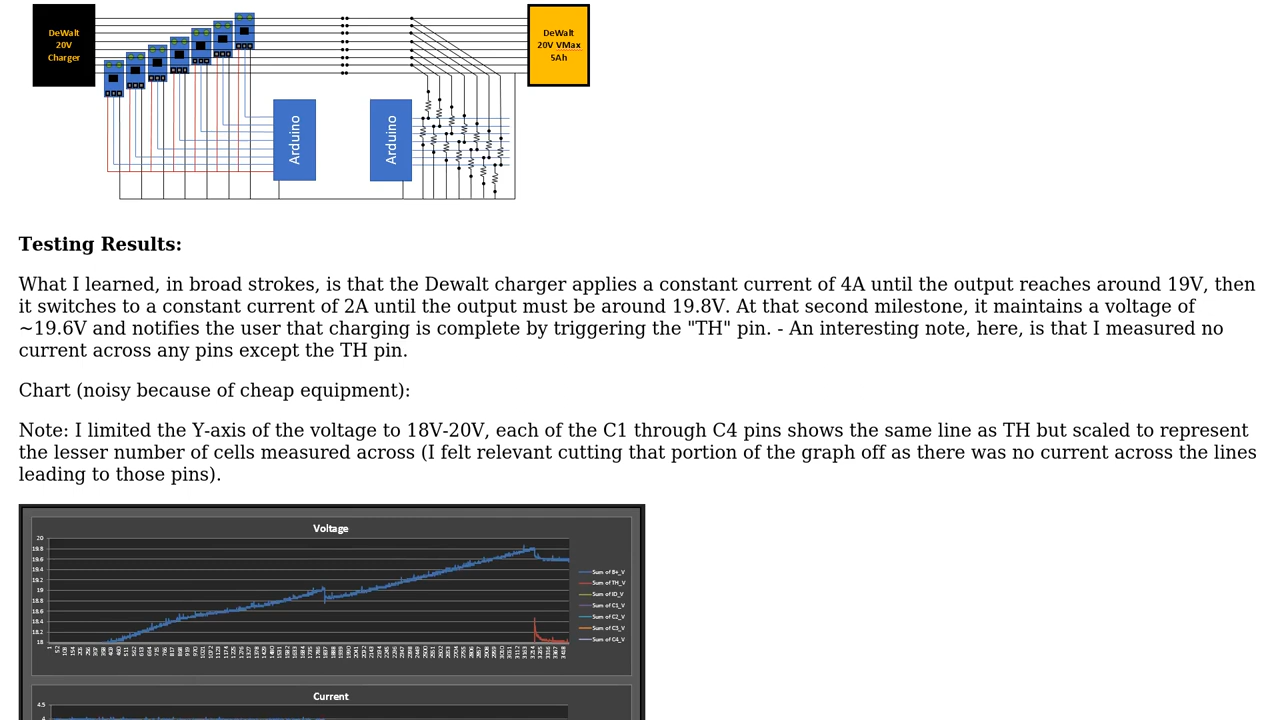 DeWalt
20V
Charger
DeWalt
20V VMax
5Ah
Arduino
Arduino
Testing Results:
What I learned, in broad strokes, is that the Dewalt charger applies a constant current of 4A until the output reaches around 19V, then
it switches to a constant current of 2A until the output must be around 19.8V. At that second milestone, it maintains a voltage of
~19.6V and notifies the user that charging is complete by triggering the "TH" pin. - An interesting note, here, is that I measured no
current across any pins except the TH pin.
Chart (noisy because of cheap equipment):
Note: I limited the Y-axis of the voltage to 18V-20V, each of the C1 through C4 pins shows the same line as TH but scaled to represent
the lesser number of cells measured across (I felt relevant cutting that portion of the graph off as there was no current across the lines
leading to those pins).
Voltage
20
19.8
19.6
19.4
19.2
19
18.8
18.6
18.4
18.2
18
Sum of B+_V
Sum of TH_V
Sum of ID_V
Sum of C1_V
Sum of C2_V
Sum of C3_V
Sum of C4_V
Current
4.5
4